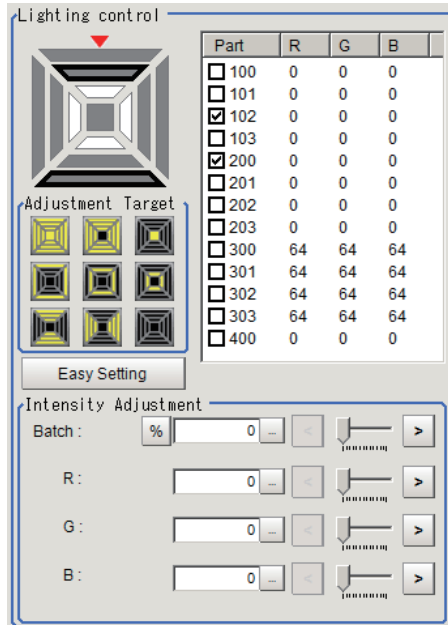 Lighting control
Part R G B
100 0 0 0
101 0 0 0
102 0 0 0
103 0 0 0
200 0 0 0
201 0 0 0
202 0 0 0
203 0 0 0
300 64 64 64
301 64 64 64
302 64 64 64
303 64 64 64
400 0 0 0
Adjustment Target
Easy Setting
Intensity Adjustment
Batch : % 0 ... < >
R : 0 ... < >
G : 0 ... < >
B : 0 ... < >